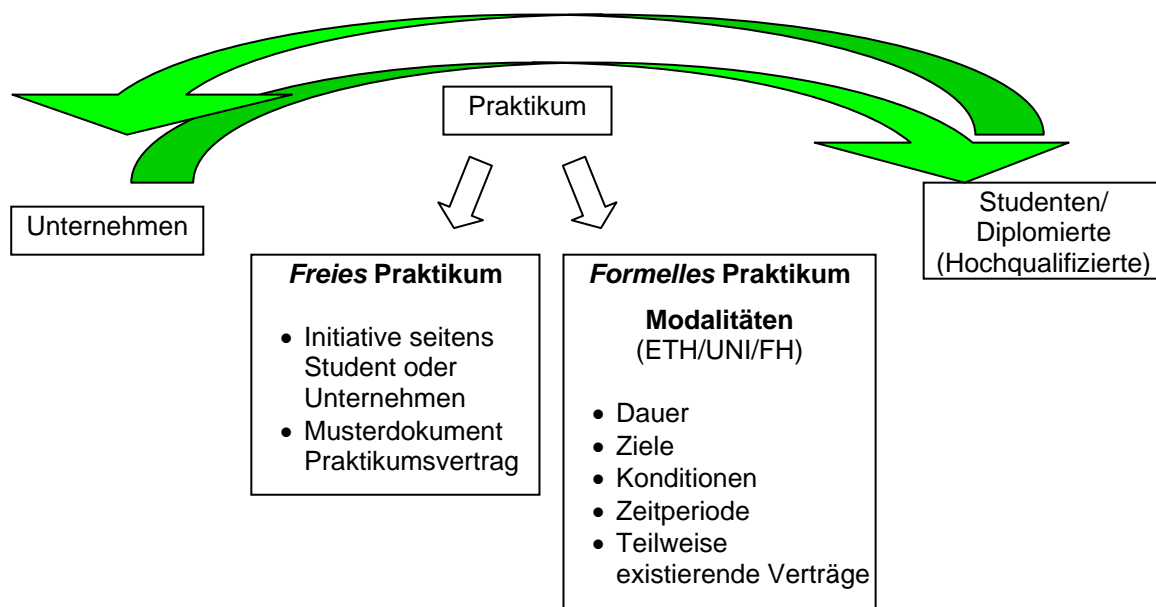 Praktikum
Unternehmen
Studenten/
Diplomierte
(Hochqualifizierte)
Freies Praktikum
• Initiative seitens
Student oder
Unternehmen
• Musterdokument
Praktikumsvertrag
Formelles Praktikum
Modalitäten
(ETH/UNI/FH)
• Dauer
• Ziele
• Konditionen
• Zeitperiode
• Teilweise
existierende Verträge